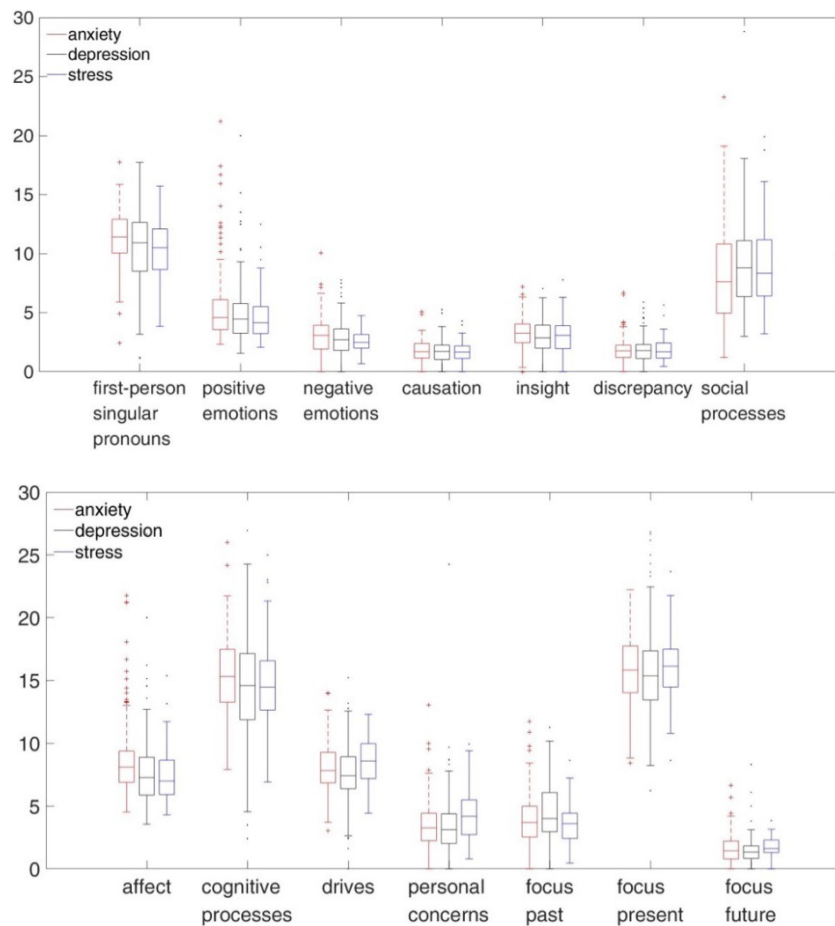 30
anxiety
depression
stress
25
20
15
10
5
0
first-person positive negative causation insight discrepancy social
singular emotions emotions processes
pronouns
30
anxiety
depression
stress
25
20
15
10
5
0
affect cognitive drives personal focus focus focus
processes concerns past present future